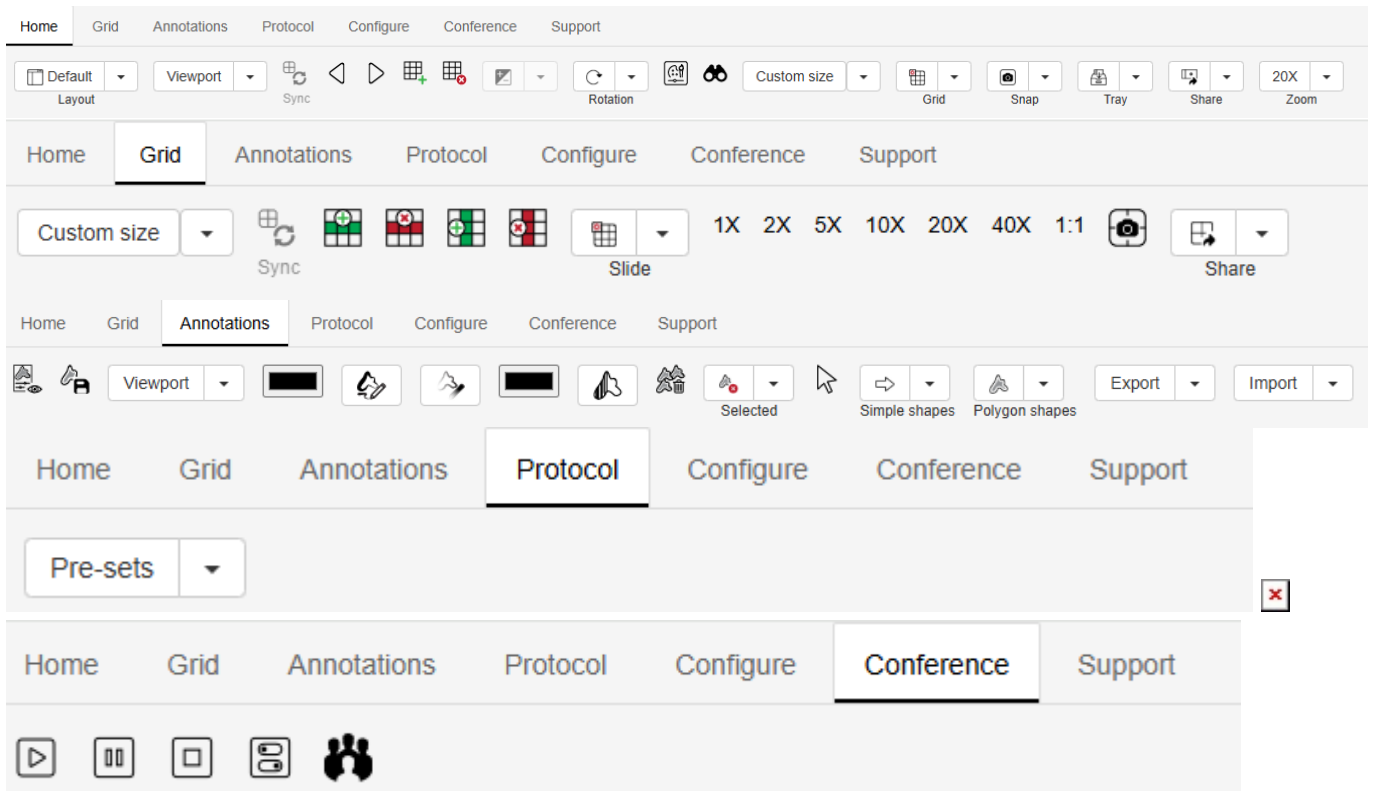 Home Grid Annotations Protocol Configure Conference Support
Default Viewport Custom size 20X
Layout Sync Rotation Grid Snap Tray Share Zoom
Home Grid Annotations Protocol Configure Conference Support
Custom size 1X 2X 5X 10X 20X 40X 1:1
Sync Slide Share
Home Grid Annotations Protocol Configure Conference Support
Viewport Export Import
Selected Simple shapes Polygon shapes
Home Grid Annotations Protocol Configure Conference Support
Pre-sets
Home Grid Annotations Protocol Configure Conference Support